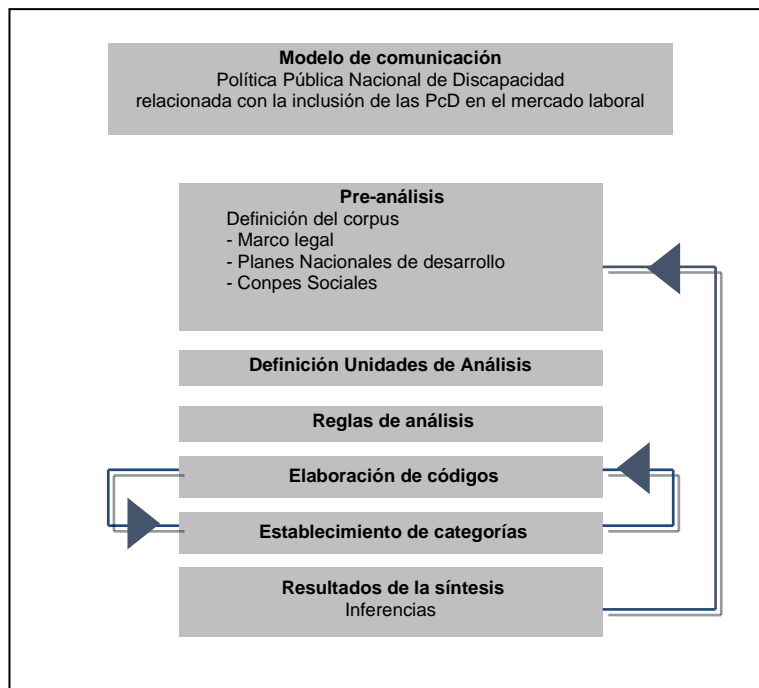 Modelo de comunicación
Política Pública Nacional de Discapacidad
relacionada con la inclusión de las PcD en el mercado laboral
Pre-análisis
Definición del corpus
- Marco legal
- Planes Nacionales de desarrollo
- Conpes Sociales
Definición Unidades de Análisis
Reglas de análisis
Elaboración de códigos
Establecimiento de categorías
Resultados de la síntesis
Inferencias